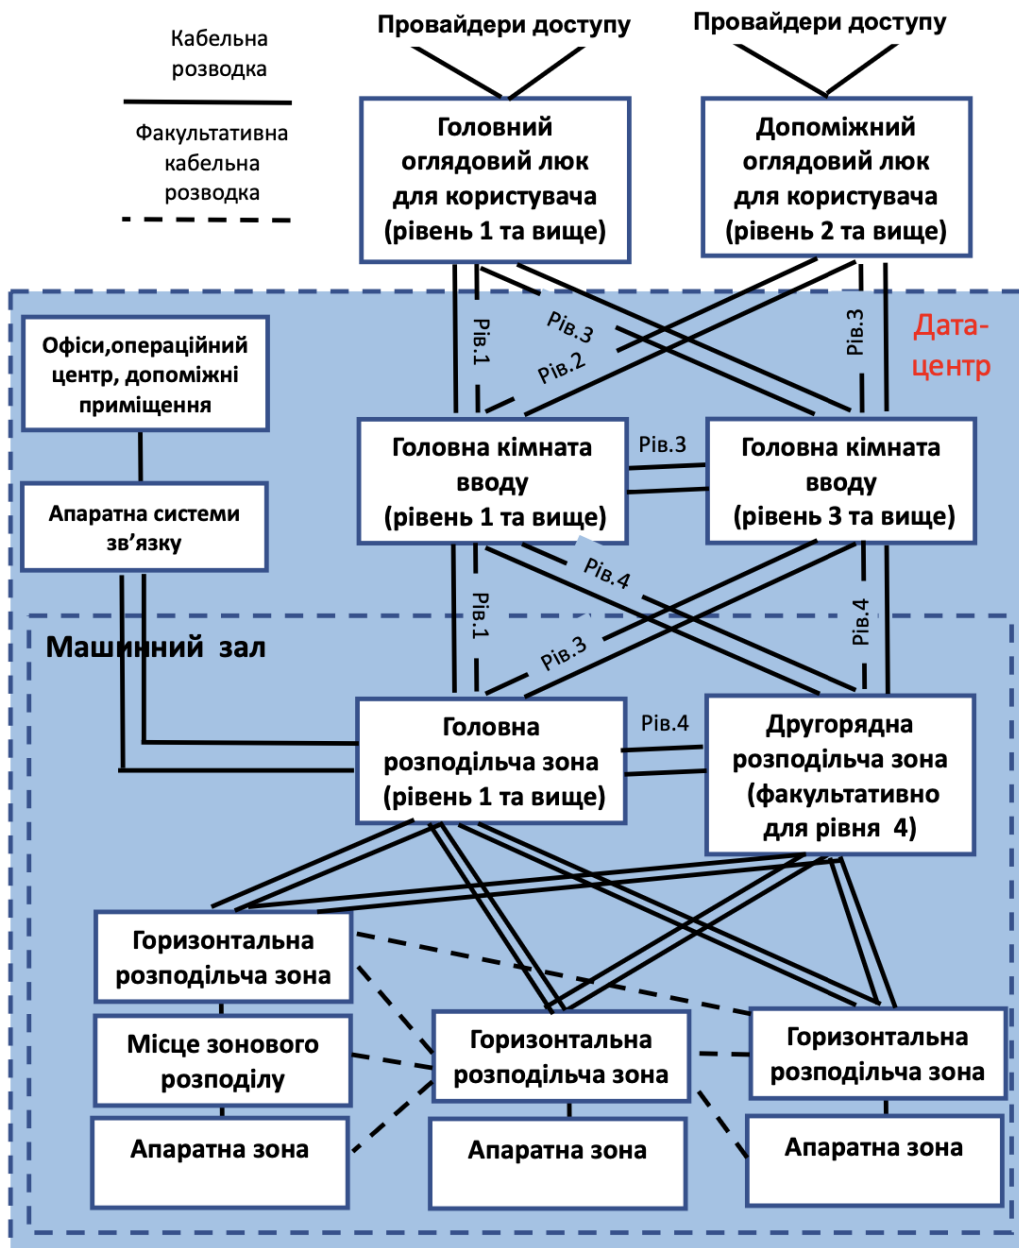 Кабельна
розводка
Факультативна
кабельна
розводка
Провайдери доступу
Провайдери доступу
Головний
оглядовий люк
для користувача
(рівень 1 та вище)
Допоміжний
оглядовий люк
для користувача
(рівень 2 та вище)
Рів.1
Рів.3
Рів.2
Рів.3
Дата-
центр
Офіси,операційний
центр, допоміжні
приміщення
Апаратна системи
зв’язку
Головна кімната
вводу
(рівень 1 та вище)
Рів.3
Головна кімната
вводу
(рівень 3 та вище)
Рів.1
Рів.4
Рів.3
Рів.4
Машинний зал
Головна
розподільча зона
(рівень 1 та вище)
Рів.4
Другорядна
розподільча зона
(факультативно
для рівня 4)
Горизонтальна
розподільча зона
Місце зонового
розподілу
Апаратна зона
Горизонтальна
розподільча зона
Апаратна зона
Горизонтальна
розподільча зона
Апаратна зона